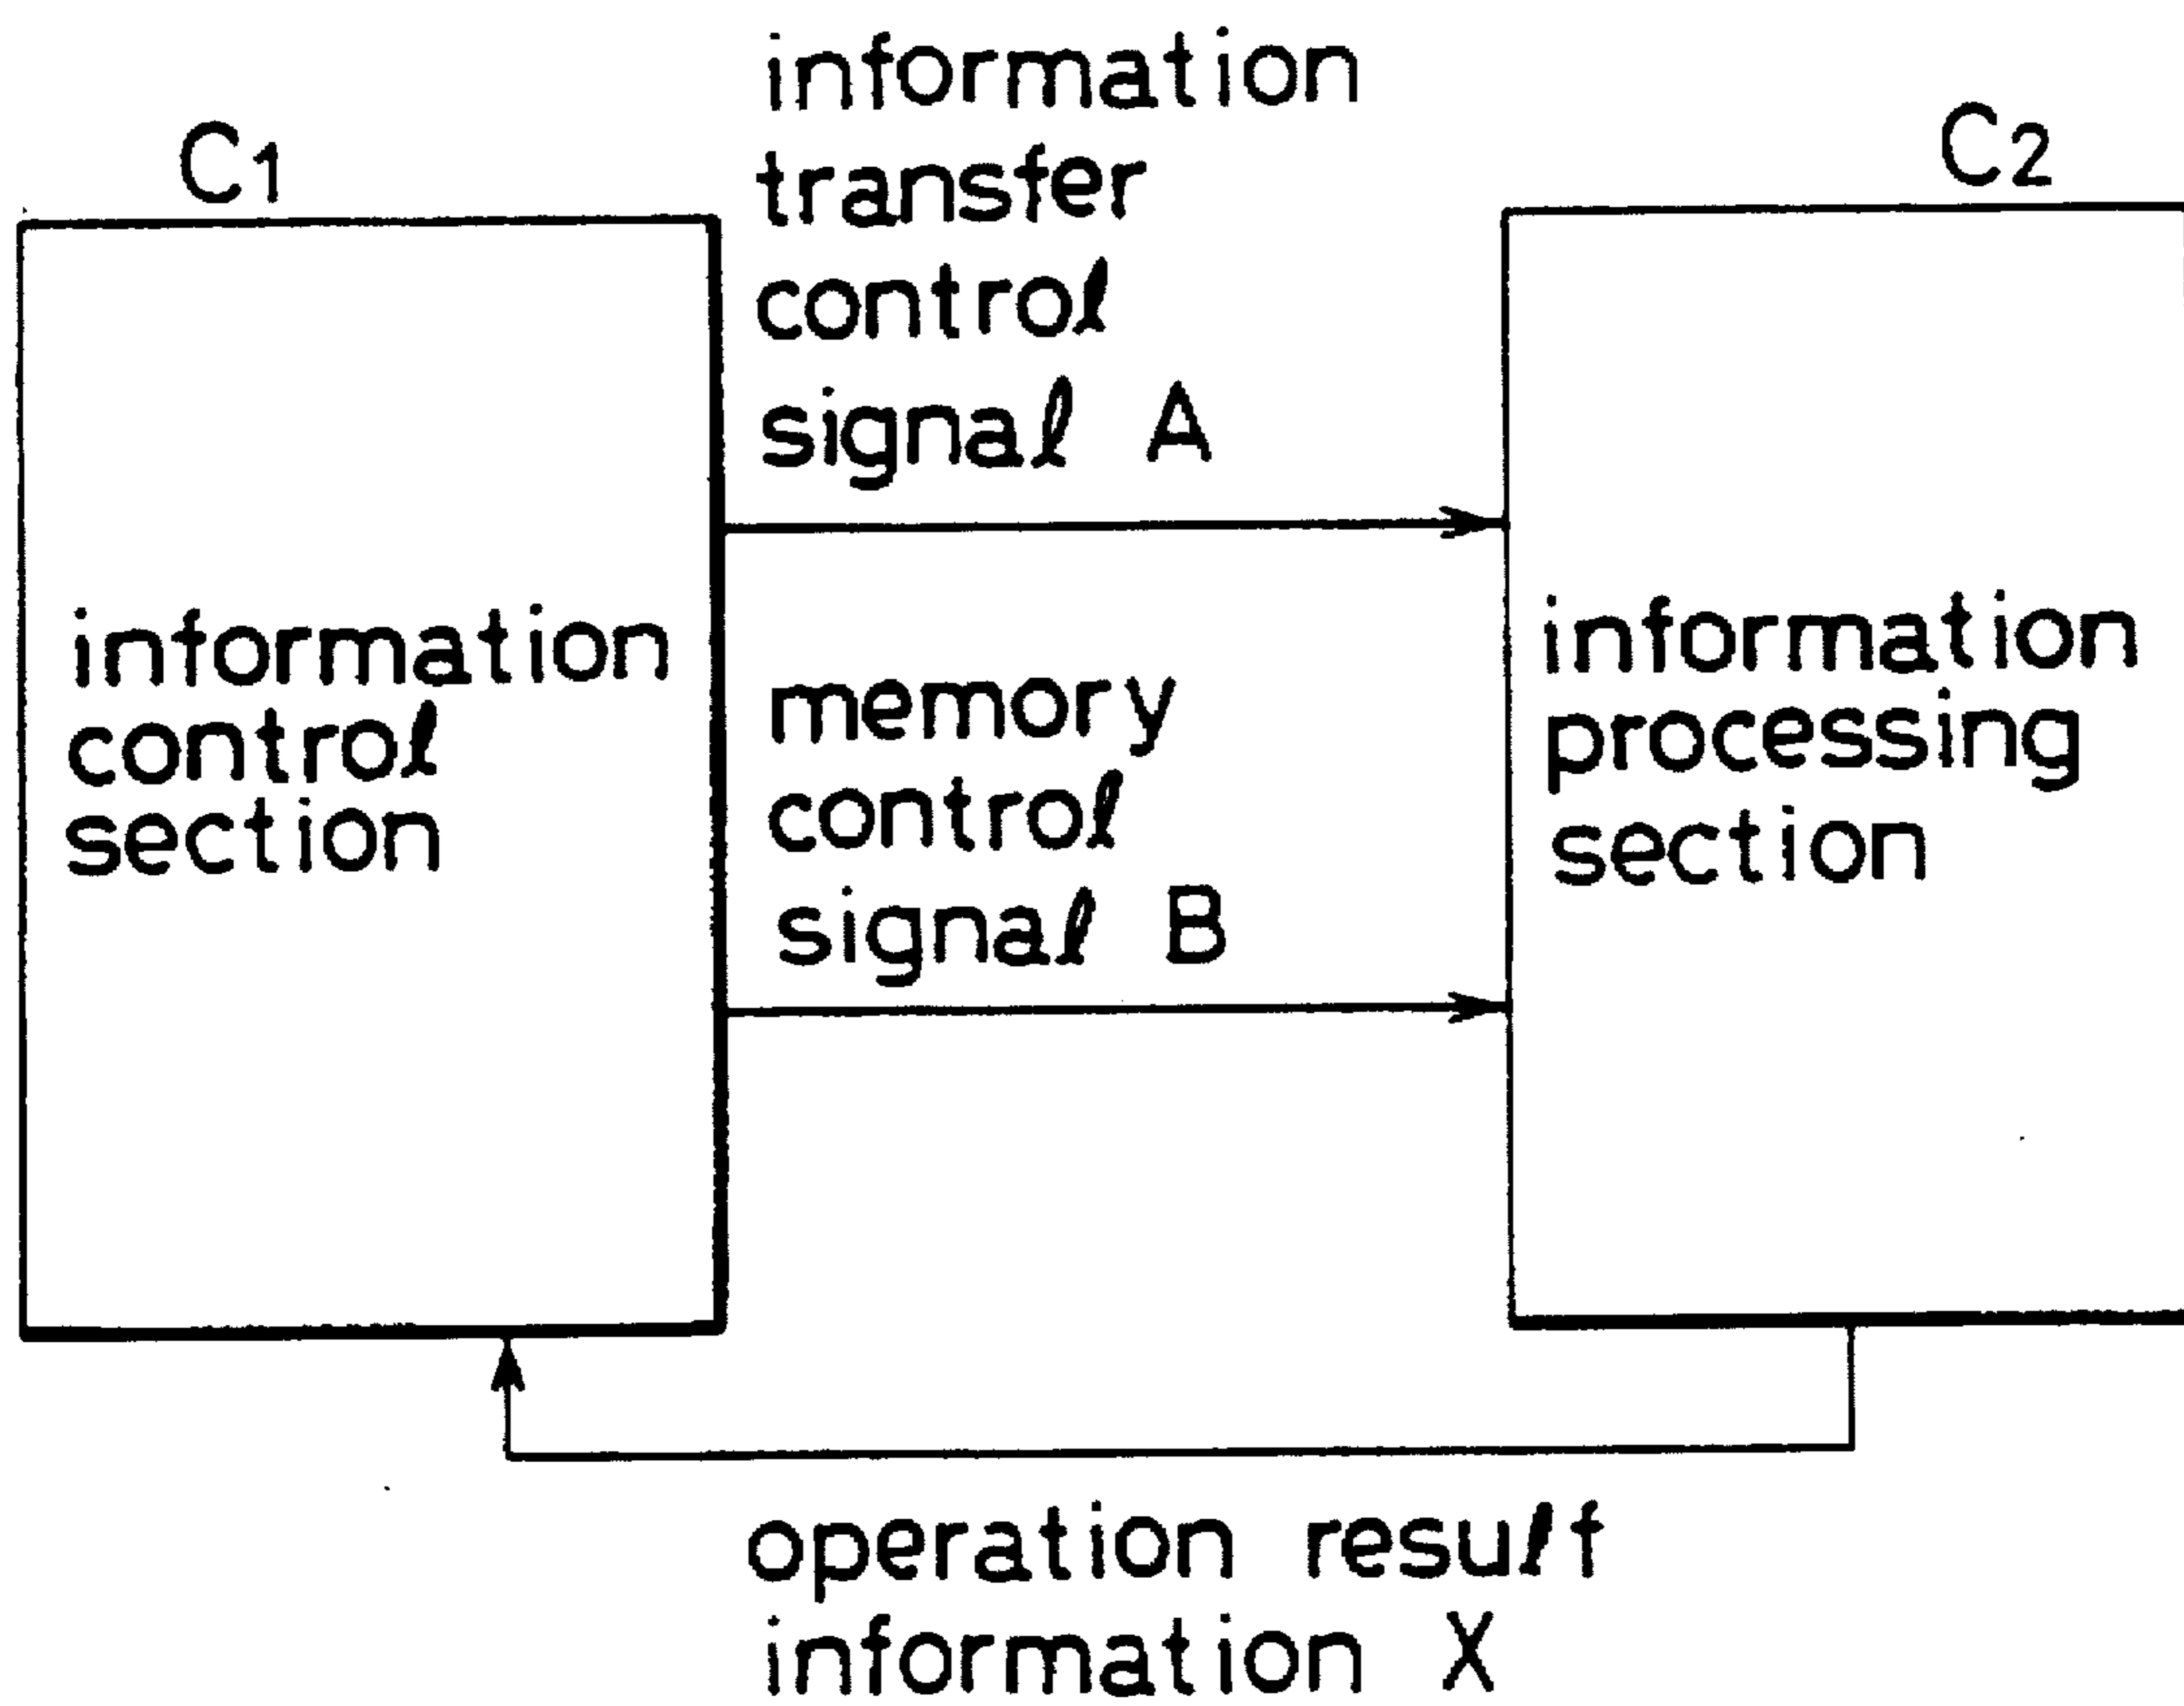 C1
information
transfer
control
signal A
C2
information
control
section
memory
control
signal B
information
processing
section
operation result
information X